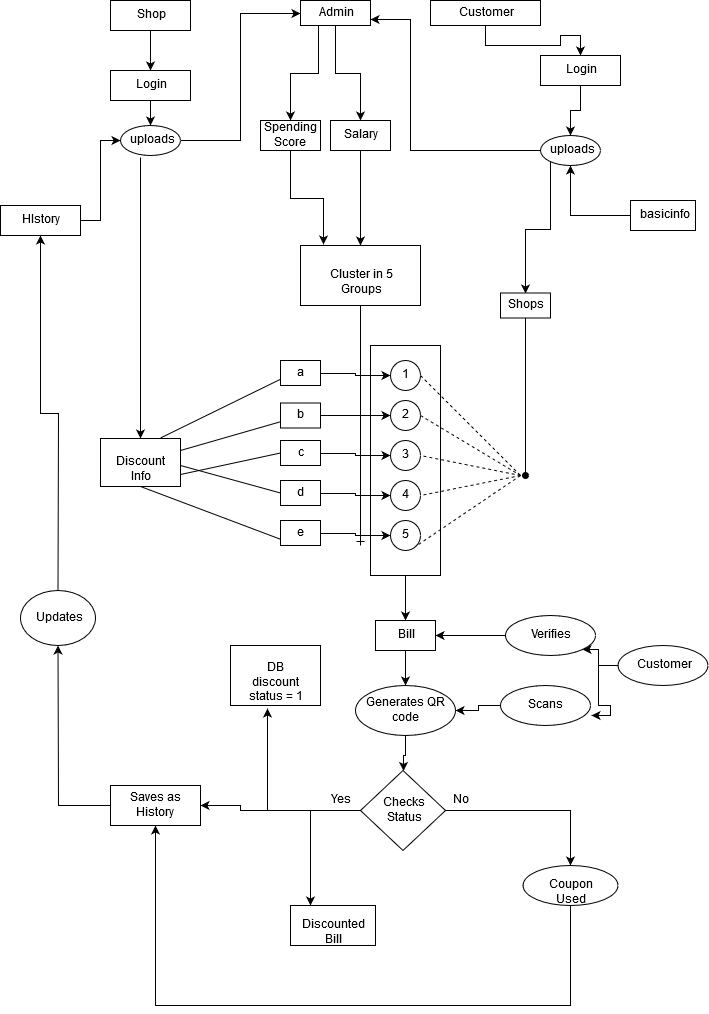 Shop
Admin
Customer
Login
Login
uploads
Spending
Score
Salary
uploads
HIstory
basicinfo
Cluster in 5
Groups
Shops
a
1
b
2
c
3
Discount
Info
d
4
e
5
Updates
Bill
Verifies
Customer
DB
discount
status = 1
Generates QR
code
Scans
Saves as
History
Yes
Checks
Status
No
Coupon
Used
Discounted
Bill